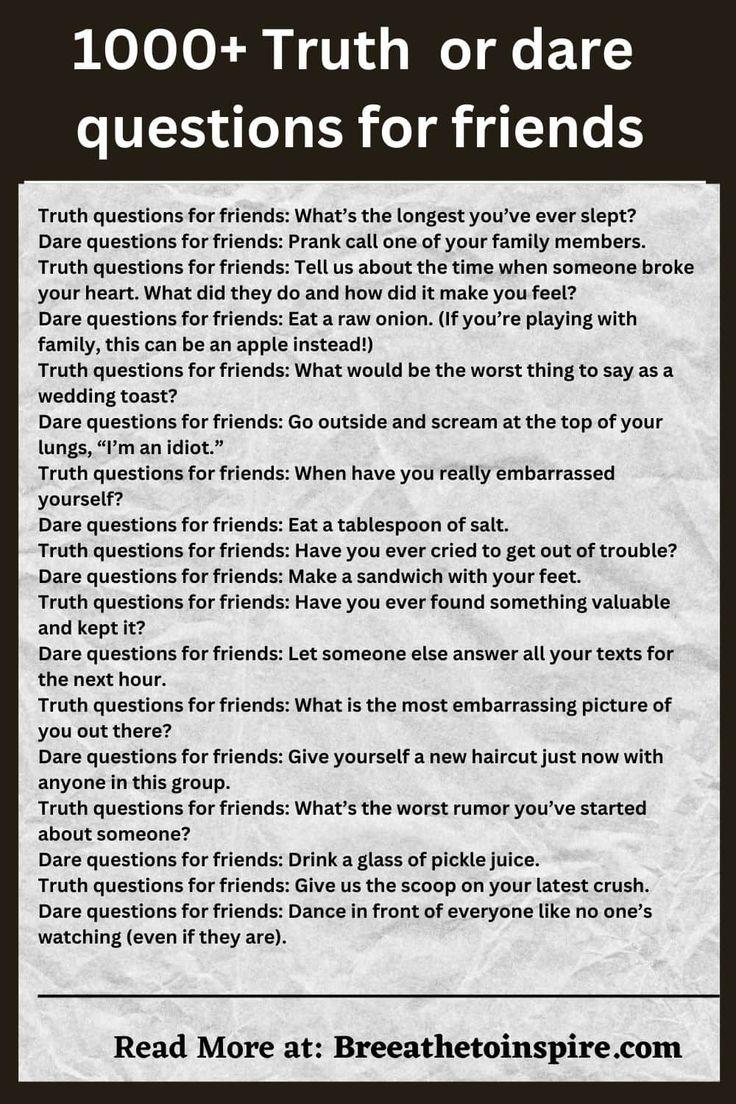 1000+ Truth or dare
questions for friends
Truth questions for friends: What’s the longest you’ve ever slept?
Dare questions for friends: Prank call one of your family members.
Truth questions for friends: Tell us about the time when someone broke
your heart. What did they do and how did it make you feel?
Dare questions for friends: Eat a raw onion. (If you’re playing with
family, this can be an apple instead!)
Truth questions for friends: What would be the worst thing to say as a
wedding toast?
Dare questions for friends: Go outside and scream at the top of your
lungs, “I’m an idiot.”
Truth questions for friends: When have you really embarrassed
yourself?
Dare questions for friends: Eat a tablespoon of salt.
Truth questions for friends: Have you ever cried to get out of trouble?
Dare questions for friends: Make a sandwich with your feet.
Truth questions for friends: Have you ever found something valuable
and kept it?
Dare questions for friends: Let someone else answer all your texts for
the next hour.
Truth questions for friends: What is the most embarrassing picture of
you out there?
Dare questions for friends: Give yourself a new haircut just now with
anyone in this group.
Truth questions for friends: What’s the worst rumor you’ve started
about someone?
Dare questions for friends: Drink a glass of pickle juice.
Truth questions for friends: Give us the scoop on your latest crush.
Dare questions for friends: Dance in front of everyone like no one’s
watching (even if they are).
Read More at: Breeathetoinspire.com